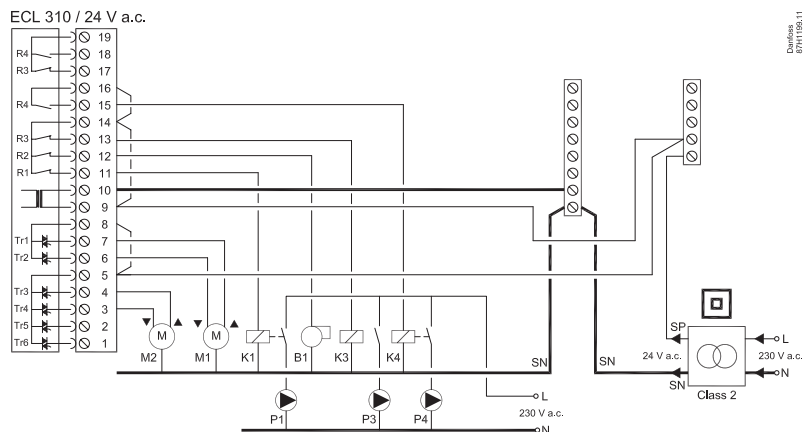 ECL 310 / 24 V a.c.
Danfoss
87H1199.11
19
R4 18
R3 17
16
R4 15
14
R3 13
R2 12
R1 11
10
9
8
Tr1 7
Tr2 6
5
Tr3 4
Tr4 3
Tr5 2
Tr6 1
M M
M2 M1 K1 B1 K3 K4 SN SN
SP
L
24 V a.c. 230 V a.c.
SN N
Class 2
L
230 V a.c.
P1 P3 P4
N